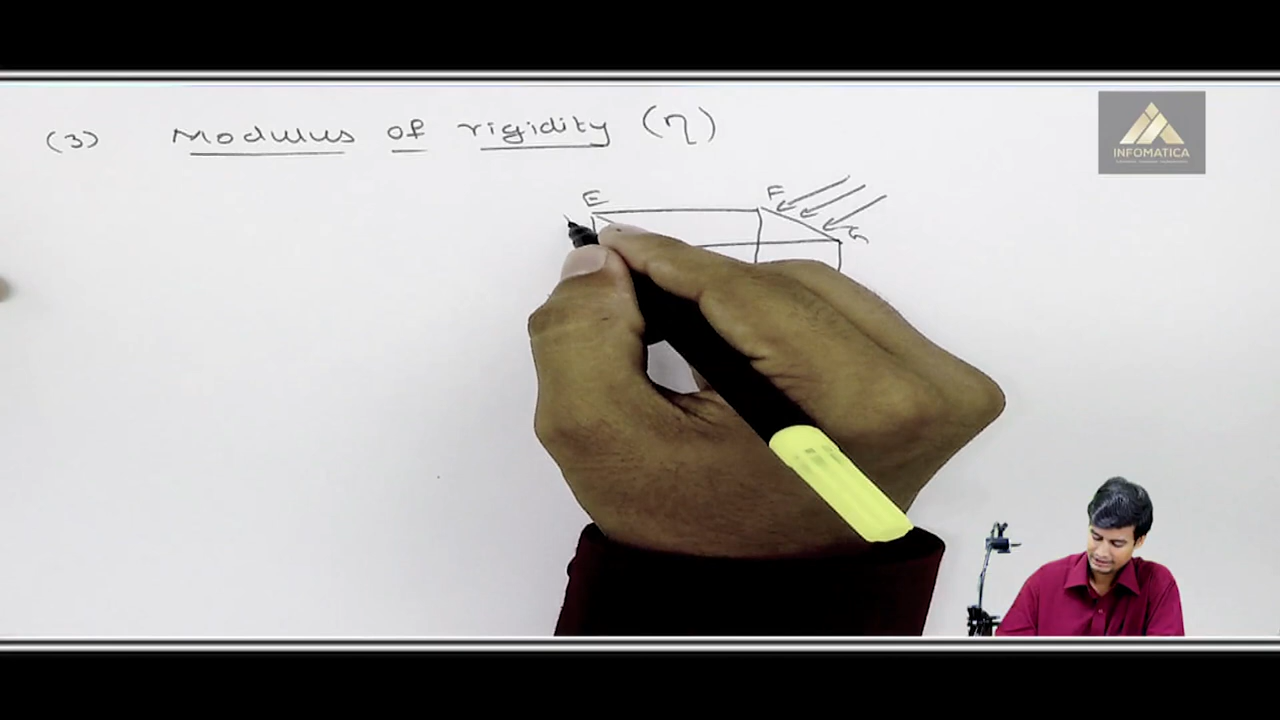 (3) Modulus of rigidity (η)
E F
G
INFOMATICA